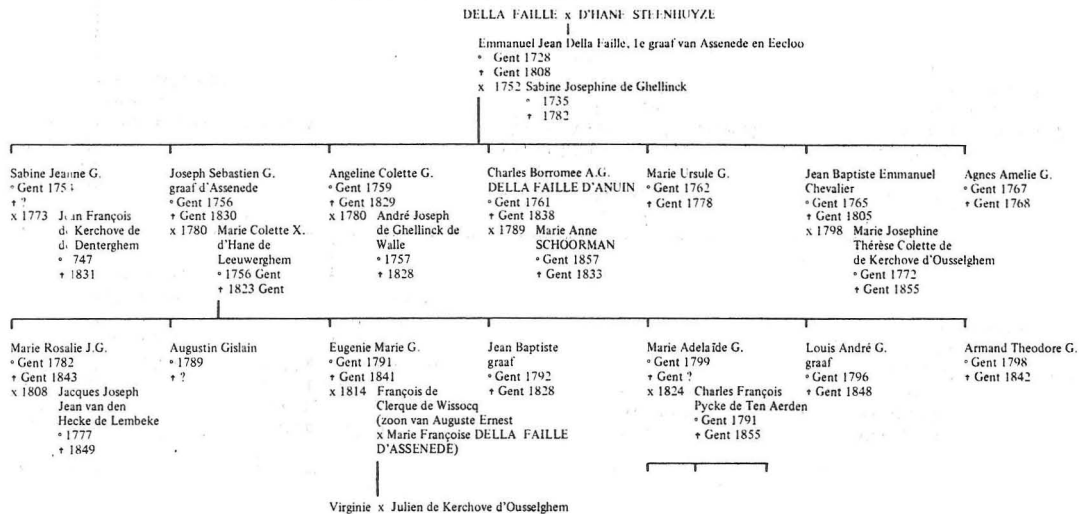 DELLA FAILLE x D'HANE STEENHUYZE
Emmanuel Jean Della Faille, 1e graaf van Assenede en Eecloo
° Gent 1728
† Gent 1808
x 1752 Sabine Josephine de Ghellinck
° 1735
† 1782
Sabine Jeanne G.
° Gent
† ?
x 1773 Jean François
de Kerchove de
de Denterghem
° 747
† 1831
Joseph Sebastien G.
graaf d'Assenede
° Gent 1756
† Gent 1830
x 1780 Marie Colette X.
d'Hane de
Leeuwerghem
° 1756 Gent
† 1823 Gent
Angeline Colette G.
° Gent 1759
† Gent 1829
x 1780 André Joseph
de Ghellinck de
Walle
° 1757
† 1828
Charles Borromee A.G.
DELLA FAILLE D'ANUIN
° Gent 1761
† Gent 1838
x 1789 Marie Anne
SCHOORMAN
° Gent 1857
† Gent 1833
Marie Ursule G.
° Gent 1762
† Gent 1778
Jean Baptiste Emmanuel
Chevalier
° Gent 1765
† Gent 1805
x 1798 Marie Josephine
Thérèse Colette de
de Kerchove d'Ousselghem
° Gent 1772
† Gent 1855
Agnes Amelie G.
° Gent 1767
† Gent 1768
Marie Rosalie J.G.
° Gent 1782
† Gent 1843
x 1808 Jacques Joseph
Jean van den
Hecke de Lembeke
° 1777
† 1849
Augustin Gislain
° 1789
† ?
Eugenie Marie G.
° Gent 1791
† Gent 1841
x 1814 François de
Clerque de Wissocq
(zoon van Auguste Ernest
x Marie Françoise DELLA FAILLE
D'ASSENEDE)
Jean Baptiste
graaf
° Gent 1792
† Gent 1828
Marie Adelaïde G.
° Gent 1799
† Gent ?
x 1824 Charles François
Pycke de Ten Aerden
° Gent 1791
† Gent 1855
Louis André G.
graaf
° Gent 1796
† Gent 1848
Armand Theodore G.
° Gent 1798
† Gent 1842
Virginie x Julien de Kerchove d'Ousselghem